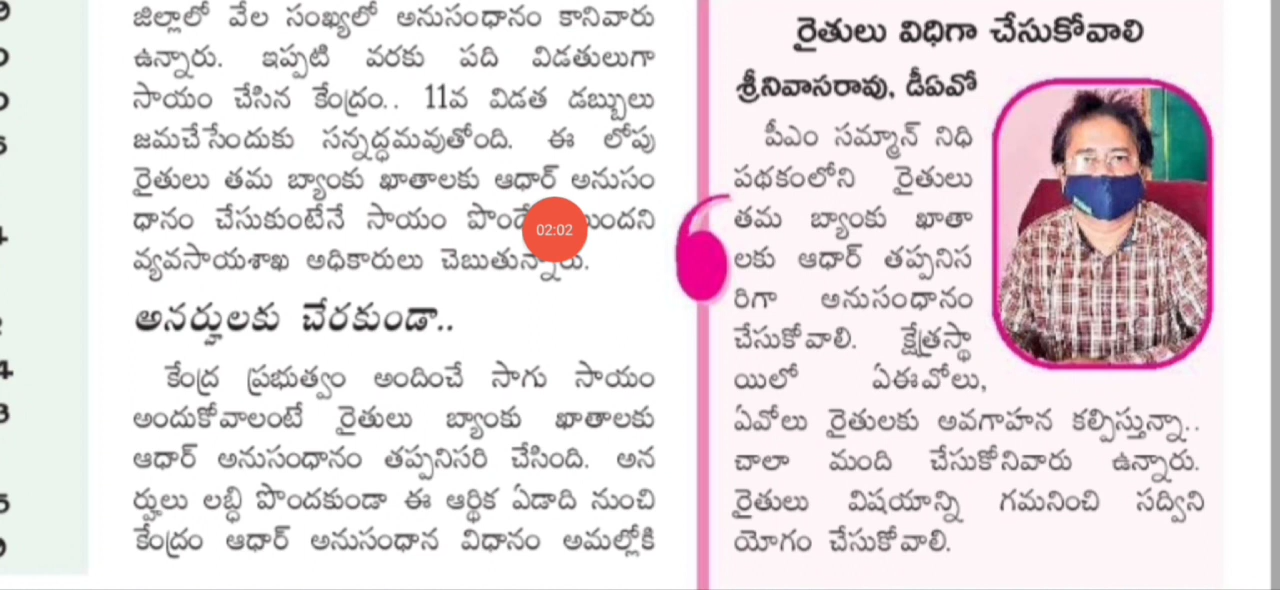 జిల్లాలో వేల సంఖ్యలో అనుసంధానం కానివారు
ఉన్నారు. ఇప్పటి వరకు పది విడతులుగా
సాయం చేసిన కేంద్రం.. 11వ విడత డబ్బులు
జమచేసేందుకు సన్నద్ధమవుతోంది. ఈ లోపు
రైతులు తమ బ్యాంకు ఖాతాలకు ఆధార్ అనుసం
ధానం చేసుకుంటేనే సాయం
వ్యవసాయశాఖ అధికారులు చెబుతున్నారు.
అనర్హులకు చేరకుండా..
కేంద్ర ప్రభుత్వం అందించే సాగు సాయం
అందుకోవాలంటే రైతులు బ్యాంకు ఖాతాలకు
ఆధార్ అనుసంధానం తప్పనిసరి చేసింది. అన
ర్హులు లబ్ధి పొందకుండా ఈ ఆర్థిక ఏడాది నుంచి
కేంద్రం ఆధార్ అనుసంధాన విధానం అమల్లోకి
02:02
రైతులు విధిగా చేసుకోవాలి
శ్రీనివాసరావు, డీఏవో
పీఎం సమ్మాన్ నిధి
పథకంలోని రైతులు
తమ బ్యాంకు ఖాతా
లకు ఆధార్ తప్పనిస
రిగా అనుసంధానం
చేసుకోవాలి. క్షేత్రస్థా
యిలో ఏఈవోలు,
ఏవోలు రైతులకు అవగాహన కల్పిస్తున్నా..
చాలా మంది చేసుకోనివారు ఉన్నారు.
రైతులు విషయాన్ని గమనించి సద్విని
యోగం చేసుకోవాలి.